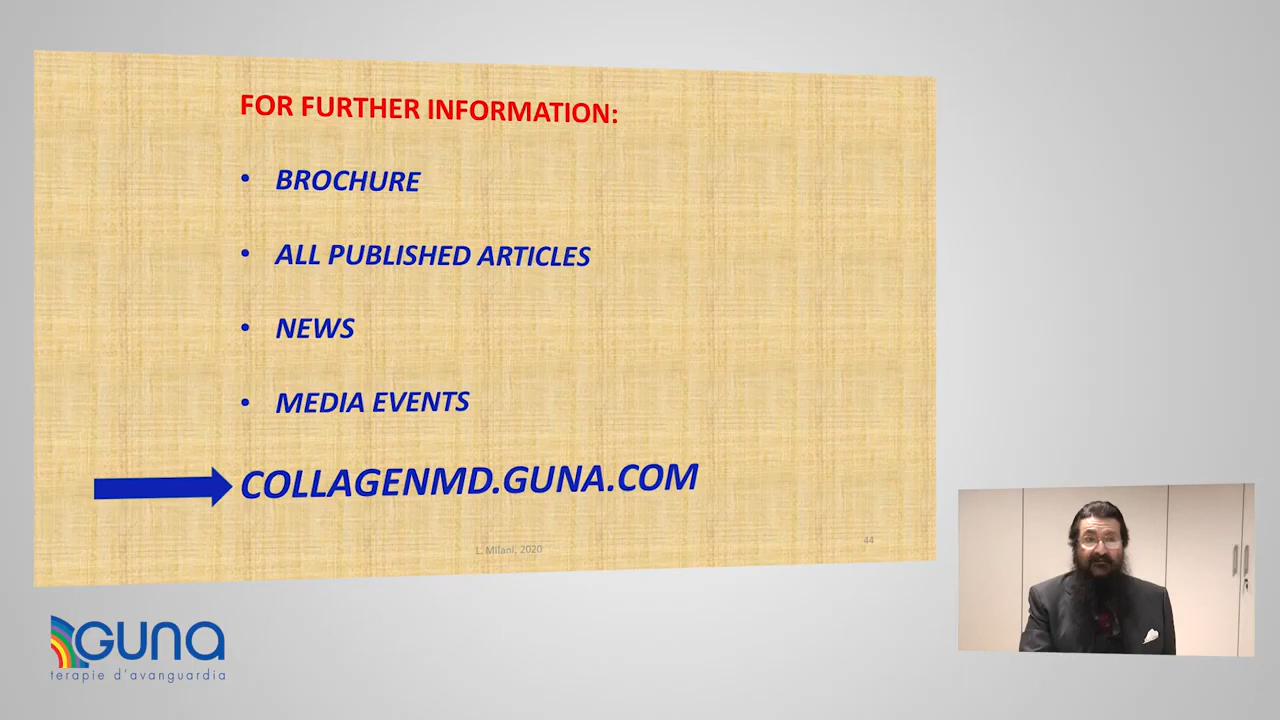 FOR FURTHER INFORMATION:
• BROCHURE
• ALL PUBLISHED ARTICLES
• NEWS
• MEDIA EVENTS
COLLAGENMD.GUNA.COM
L. Milani, 2020
44
GUNA
terapie d'avanguardia